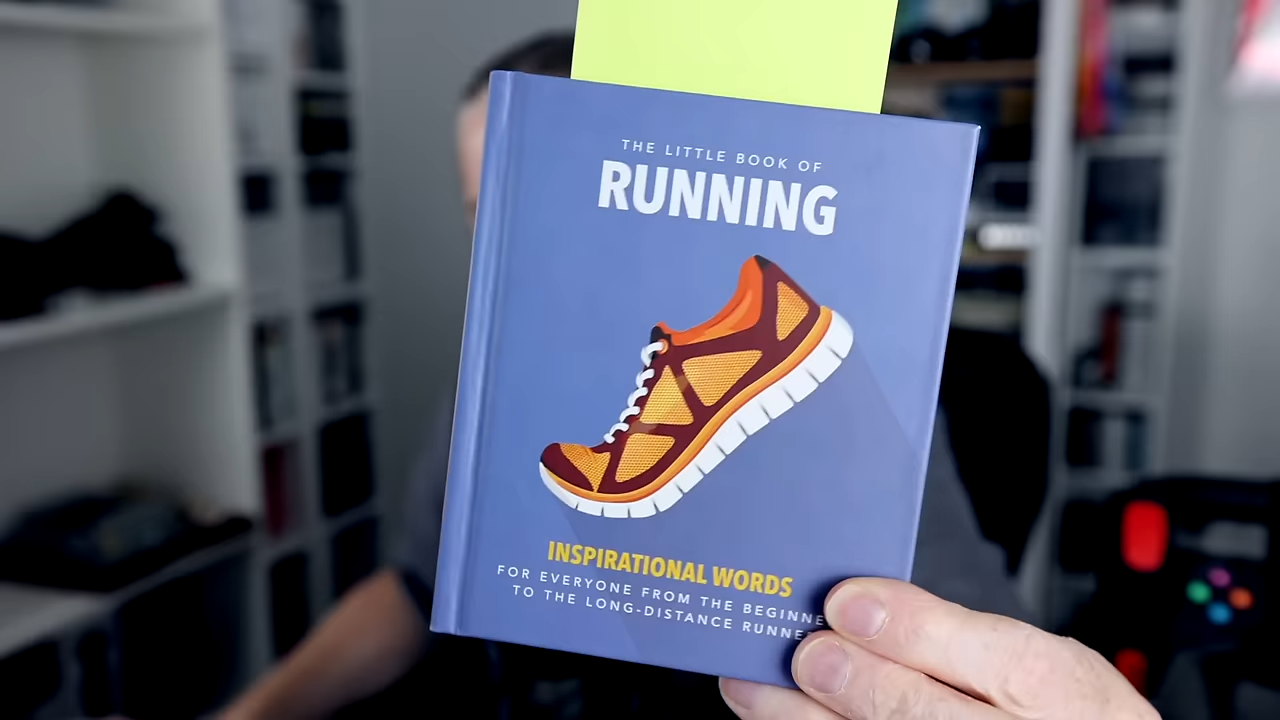 THE LITTLE BOOK OF
RUNNING
INSPIRATIONAL WORDS
FOR EVERYONE FROM THE BEGINNE
TO THE LONG-DISTANCE RUNNE